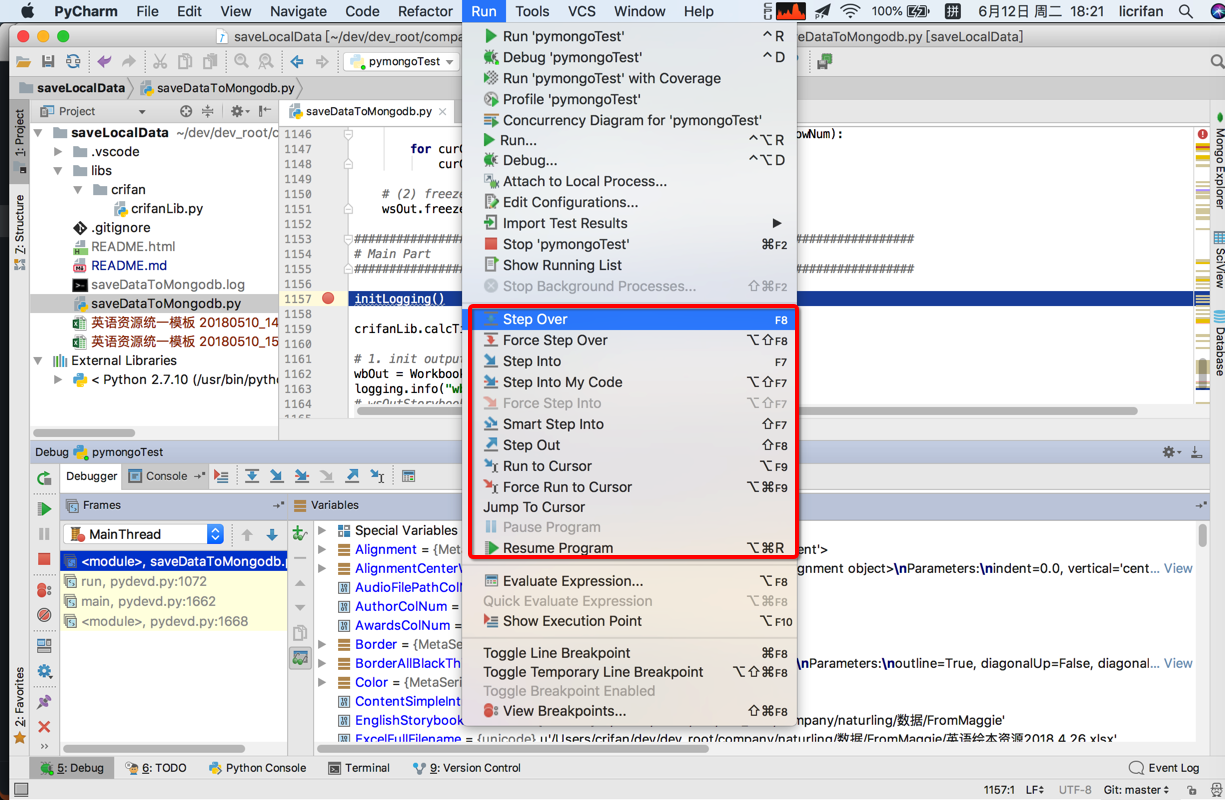 PyCharm File Edit View Navigate Code Refactor Run Tools VCS Window Help 100% 拼 6月12日 周二 18:21 licrifan
saveLocalData [~/dev/dev_root/compa
eDataToMongodb.py [saveLocalData]
pymongoTest
saveLocalData saveDataToMongodb.py
Project
saveDataToMongodb.py
1: Project
Z: Structure
2: Favorites
saveLocalData ~/dev/dev_root/c
.vscode
libs
crifan
crifanLib.py
.gitignore
README.html
README.md
saveDataToMongodb.log
saveDataToMongodb.py
英语资源统一模板 20180510_14
英语资源统一模板 20180510_15
External Libraries
< Python 2.7.10 (/usr/bin/pytho
1146 owNum):
1147 for curC
1148 curC
1149
1150 # (2) freeze
1151 wsOut.freeze
1152
1153 ################
1154 # Main Part
1155 ################
1156
1157 initLogging()
1158
1159 crifanLib.calcTi
1160
1161 # 1. init output
1162 wbOut = Workbook
1163 logging.info("wb
1164 # wsOutStorybook
Run 'pymongoTest' ^R
Debug 'pymongoTest' ^D
Run 'pymongoTest' with Coverage
Profile 'pymongoTest'
Concurrency Diagram for 'pymongoTest'
Run... ^⌥R
Debug... ^⌥D
Attach to Local Process...
Edit Configurations...
Import Test Results
Stop 'pymongoTest' ⌘F2
Show Running List
Stop Background Processes... ⇧⌘F2
Step Over F8
Force Step Over ⌥⇧F8
Step Into F7
Step Into My Code ⌥⇧F7
Force Step Into ⌥⇧F7
Smart Step Into ⇧F7
Step Out ⇧F8
Run to Cursor ⌥F9
Force Run to Cursor ⌥⌘F9
Jump To Cursor
Pause Program
Resume Program ⌥⌘R
Evaluate Expression... ⌥F8
Quick Evaluate Expression ⌥⌘F8
Show Execution Point ⌥F10
Toggle Line Breakpoint ⌘F8
Toggle Temporary Line Breakpoint ⌥⇧⌘F8
Toggle Breakpoint Enabled
View Breakpoints... ⇧⌘F8
Mongo Explorer
SciView
Database
Debug pymongoTest
Debugger Console
Frames
MainThread
<module>, saveDataToMongodb.p
run, pydevd.py:1072
main, pydevd.py:1662
<module>, pydevd.py:1668
Variables
Special Variables
Alignment = {Met ent'>
AlignmentCenterV gnment object>\nParameters:\nindent=0.0, vertical='cent... View
AudioFilePathCol
AuthorColNum =
AwardsColNum =
Border = {MetaSe
BorderAllBlackTh \nParameters:\noutline=True, diagonalUp=False, diagonal... View
Color = {MetaSeri
ContentSimpleInt
EnglishStorybook ompany/naturling/数据/FromMaggie'
ExcelFullFilename = {unicode} u'/Users/crifan/dev/dev_root/company/naturling/数据/FromMaggie/英语绘本资源2018.4.26.xlsx'
5: Debug 6: TODO Python Console Terminal 9: Version Control Event Log
1157:1 LF UTF-8 Git: master